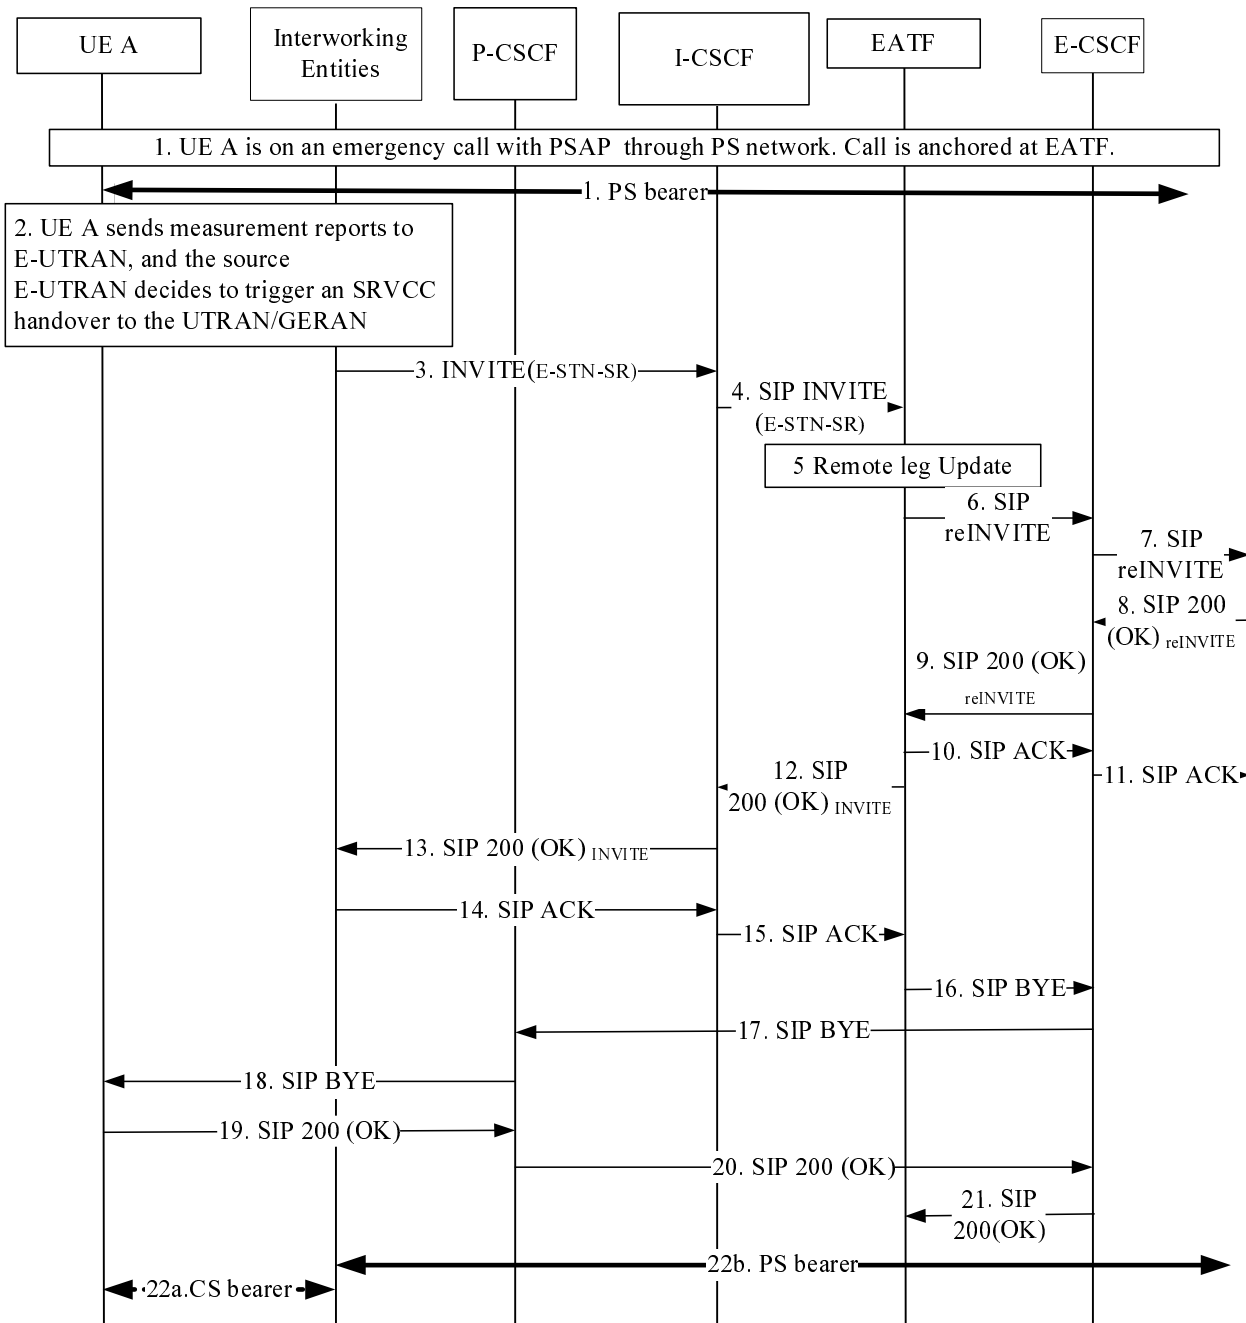 UE A
Interworking
Entities
P-CSCF
I-CSCF
EATF
E-CSCF
1. UE A is on an emergency call with PSAP through PS network. Call is anchored at EATF.
1. PS bearer
2. UE A sends measurement reports to
E-UTRAN, and the source
E-UTRAN decides to trigger an SRVCC
handover to the UTRAN/GERAN
3. INVITE(E-STN-SR)
4. SIP INVITE
(E-STN-SR)
5 Remote leg Update
6. SIP
reINVITE
7. SIP
reINVITE
8. SIP 200
(OK) reINVITE
9. SIP 200 (OK)
reINVITE
10. SIP ACK
11. SIP ACK
12. SIP
200 (OK) INVITE
13. SIP 200 (OK) INVITE
14. SIP ACK
15. SIP ACK
16. SIP BYE
17. SIP BYE
18. SIP BYE
19. SIP 200 (OK)
20. SIP 200 (OK)
21. SIP
200(OK)
22b. PS bearer
22a.CS bearer